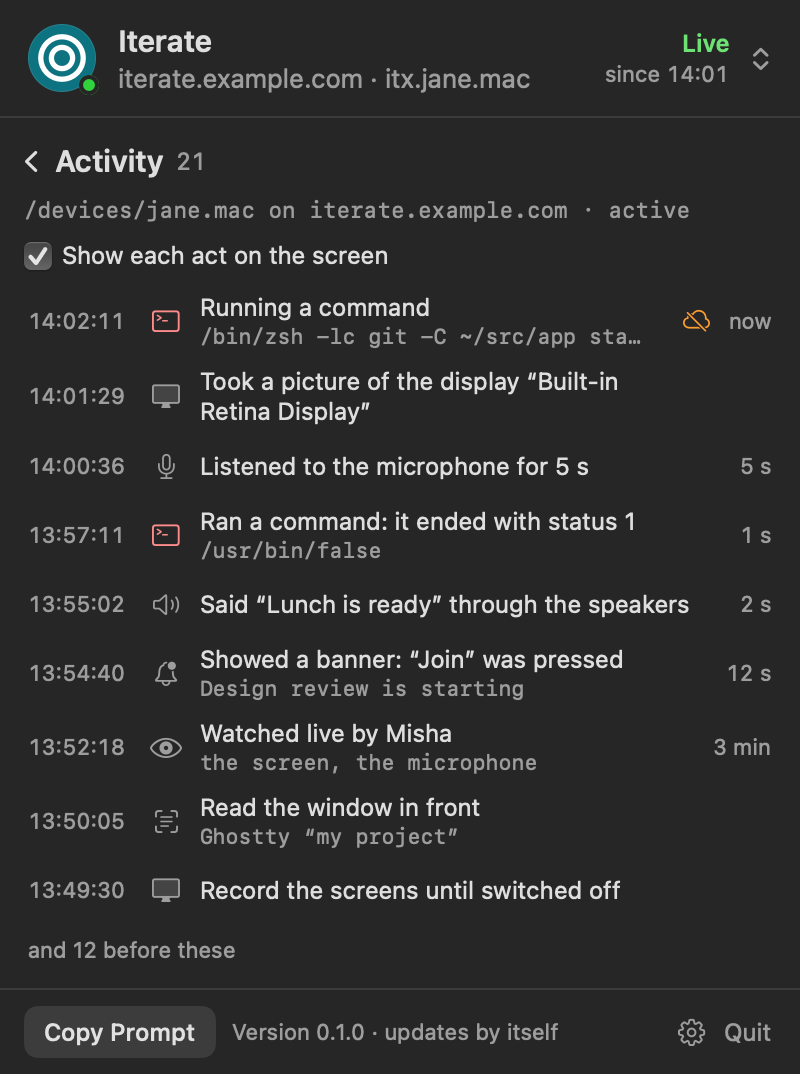 Iterate
iterate.example.com · itx.jane.mac
Live
since 14:01
Activity 21
/devices/jane.mac on iterate.example.com · active
Show each act on the screen
14:02:11 Running a command now
/bin/zsh -lc git -C ~/src/app sta…
14:01:29 Took a picture of the display “Built-in
Retina Display”
14:00:36 Listened to the microphone for 5 s 5 s
13:57:11 Ran a command: it ended with status 1 1 s
/usr/bin/false
13:55:02 Said “Lunch is ready” through the speakers 2 s
13:54:40 Showed a banner: “Join” was pressed 12 s
Design review is starting
13:52:18 Watched live by Misha 3 min
the screen, the microphone
13:50:05 Read the window in front
Ghostty “my project”
13:49:30 Record the screens until switched off
and 12 before these
Copy Prompt Version 0.1.0 · updates by itself Quit